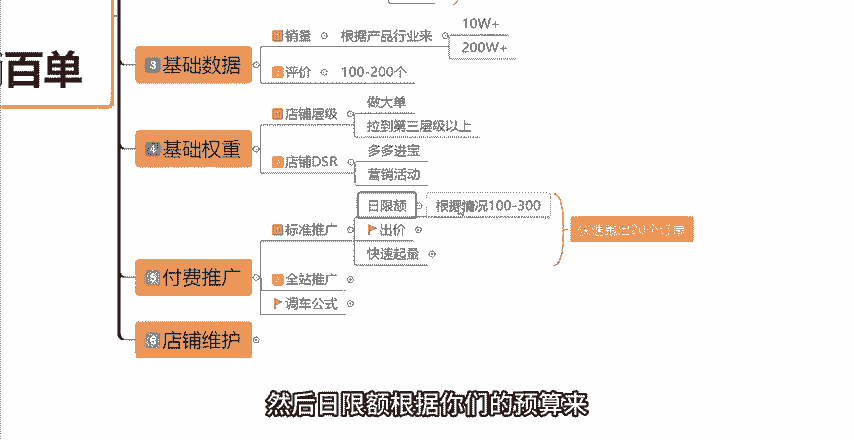 百单
3 基础数据
销量
根据产品行业来
10W+
200W+
评价
100-200个
4 基础权重
店铺层级
做大单
拉到第三层级以上
店铺DSR
多多进宝
营销活动
5 付费推广
标准推广
日限额
根据情况100-300
出价
快速起量
全站推广
调车公式
6 店铺维护
然后日限额根据你们的预算来